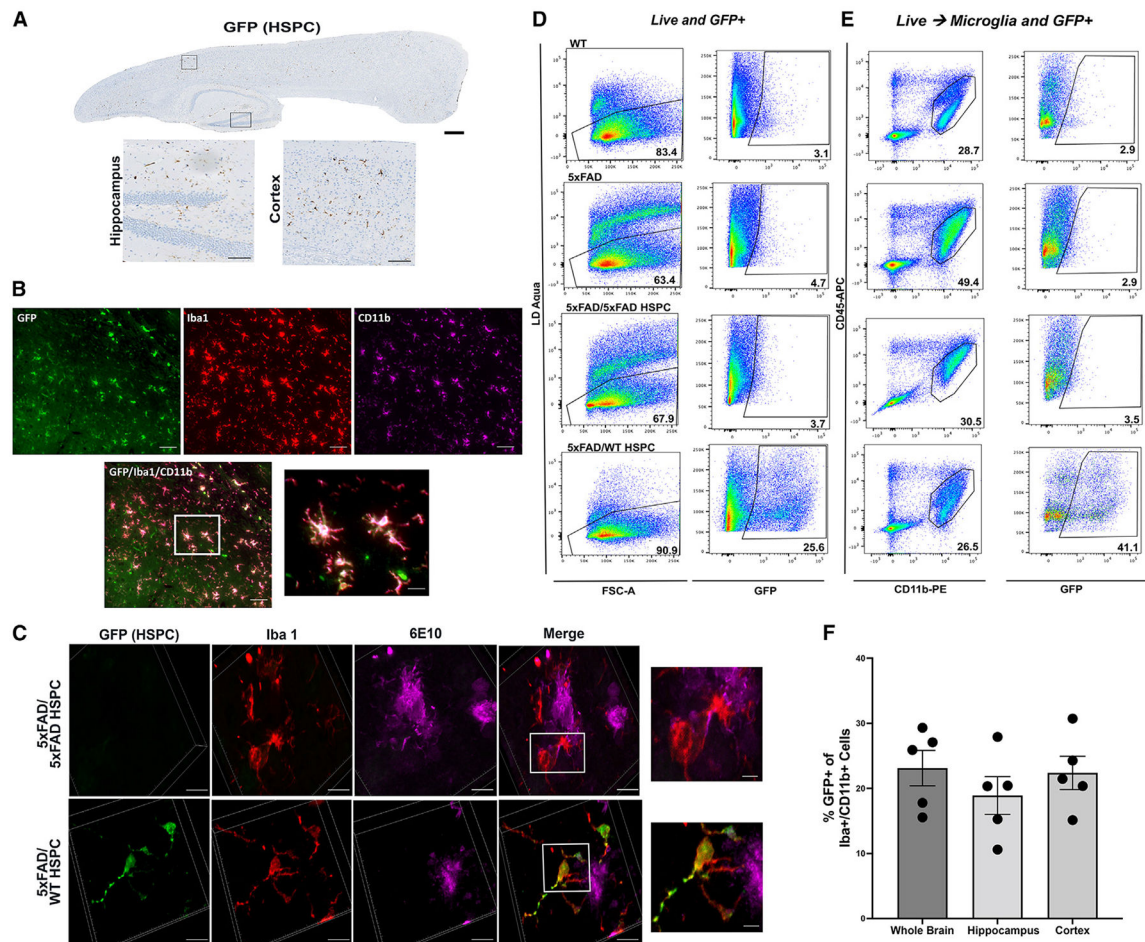 A
GFP (HSPC)
Hippocampus
Cortex
B
GFP
Iba1
CD11b
GFP/Iba1/CD11b
C
GFP (HSPC)
Iba 1
6E10
Merge
5xFAD/
5xFAD HSPC
5xFAD/
WT HSPC
D
Live and GFP+
WT
83.4
3.1
5xFAD
63.4
4.7
5xFAD/5xFAD HSPC
67.9
3.7
5xFAD/WT HSPC
90.9
25.6
LD Aqua
FSC-A
GFP
E
Live → Microglia and GFP+
28.7
2.9
49.4
2.9
30.5
3.5
26.5
41.1
CD45-APC
CD11b-PE
GFP
F
% GFP+ of
Iba+/CD11b+ Cells
40
30
20
10
0
Whole Brain
Hippocampus
Cortex